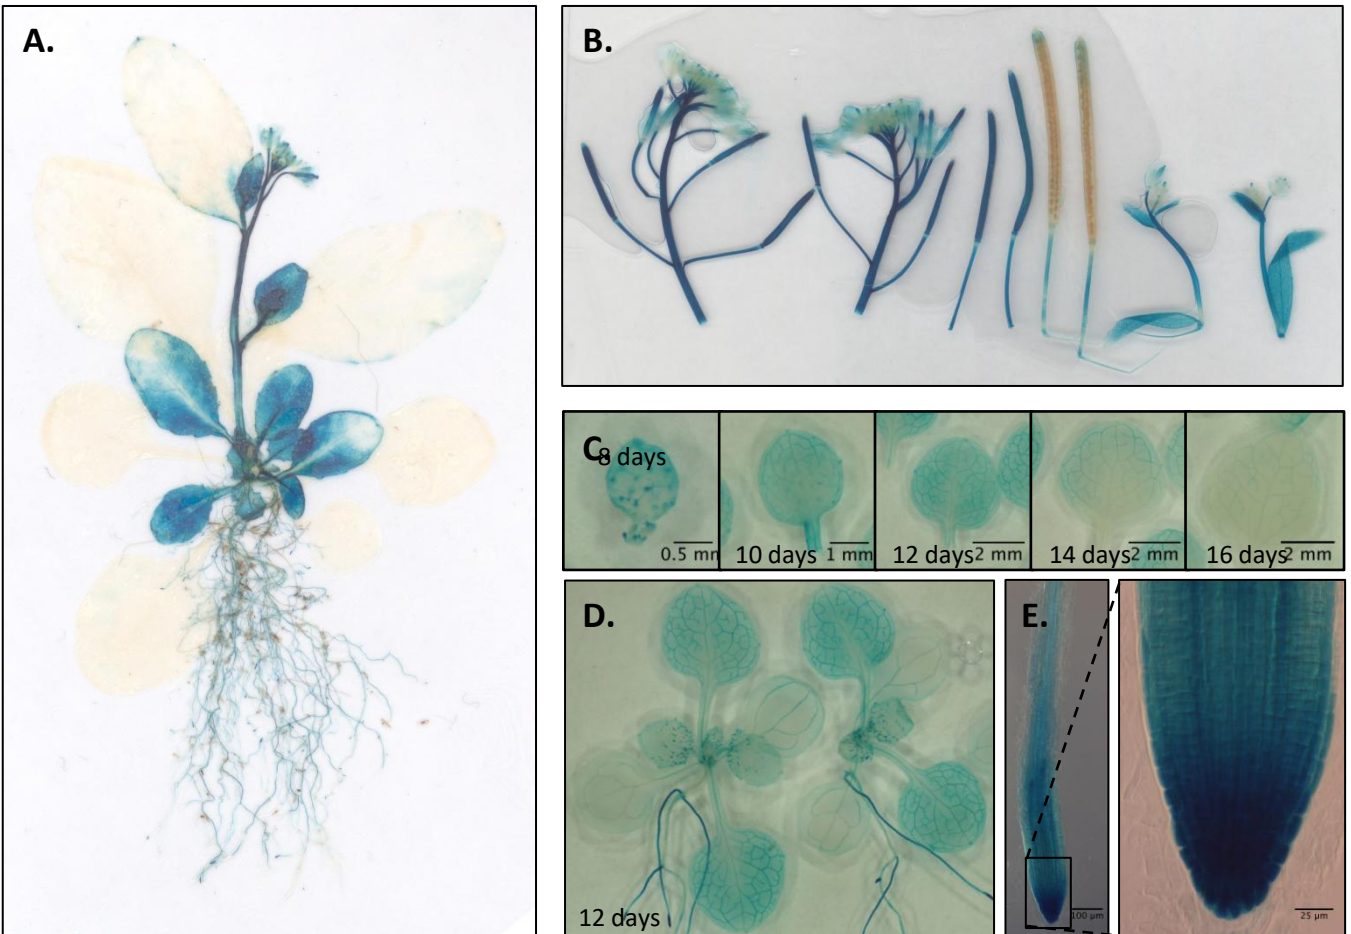 A.
B.
C.
8 days
0.5 mm
10 days
1 mm
12 days
2 mm
14 days
2 mm
16 days
2 mm
D.
12 days
E.
100 µm
25 µm